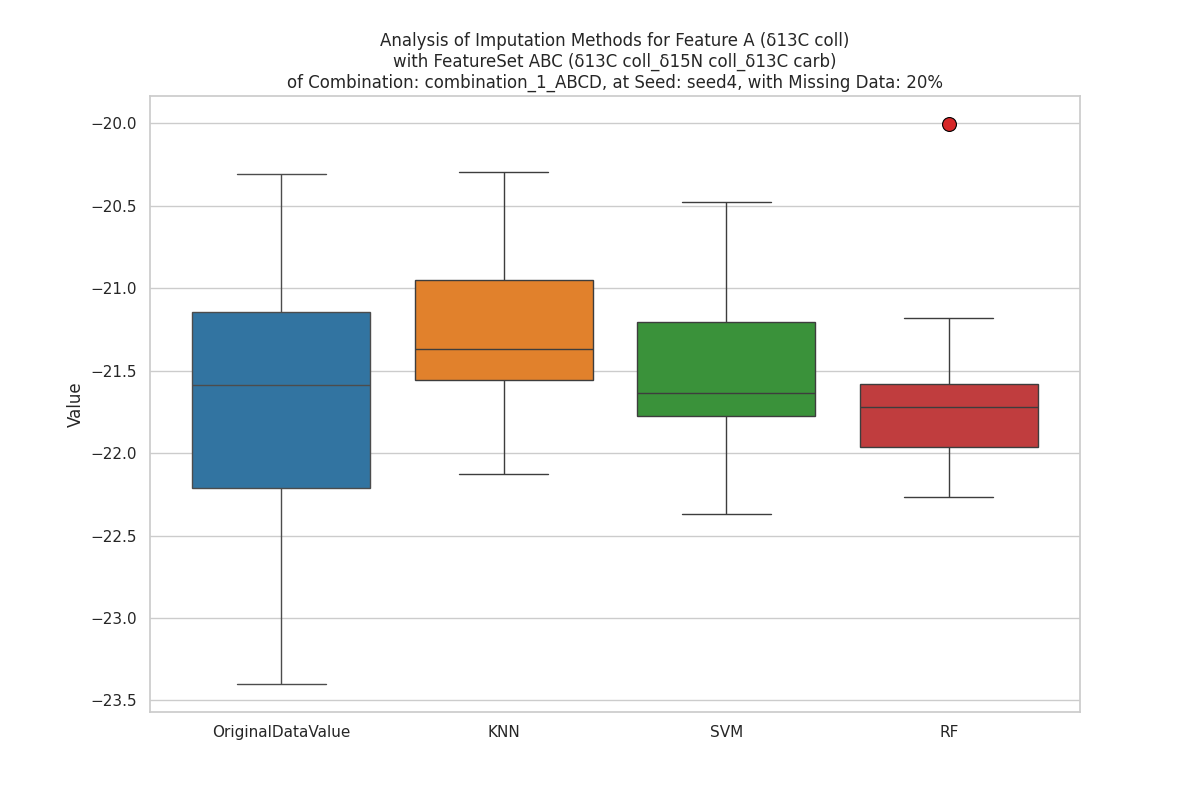 Analysis of Imputation Methods for Feature A (δ13C coll)
with FeatureSet ABC (δ13C coll_δ15N coll_δ13C carb)
of Combination: combination_1_ABCD, at Seed: seed4, with Missing Data: 20%
−20.0
−20.5
−21.0
−21.5
−22.0
−22.5
−23.0
−23.5
Value
OriginalDataValue
KNN
SVM
RF